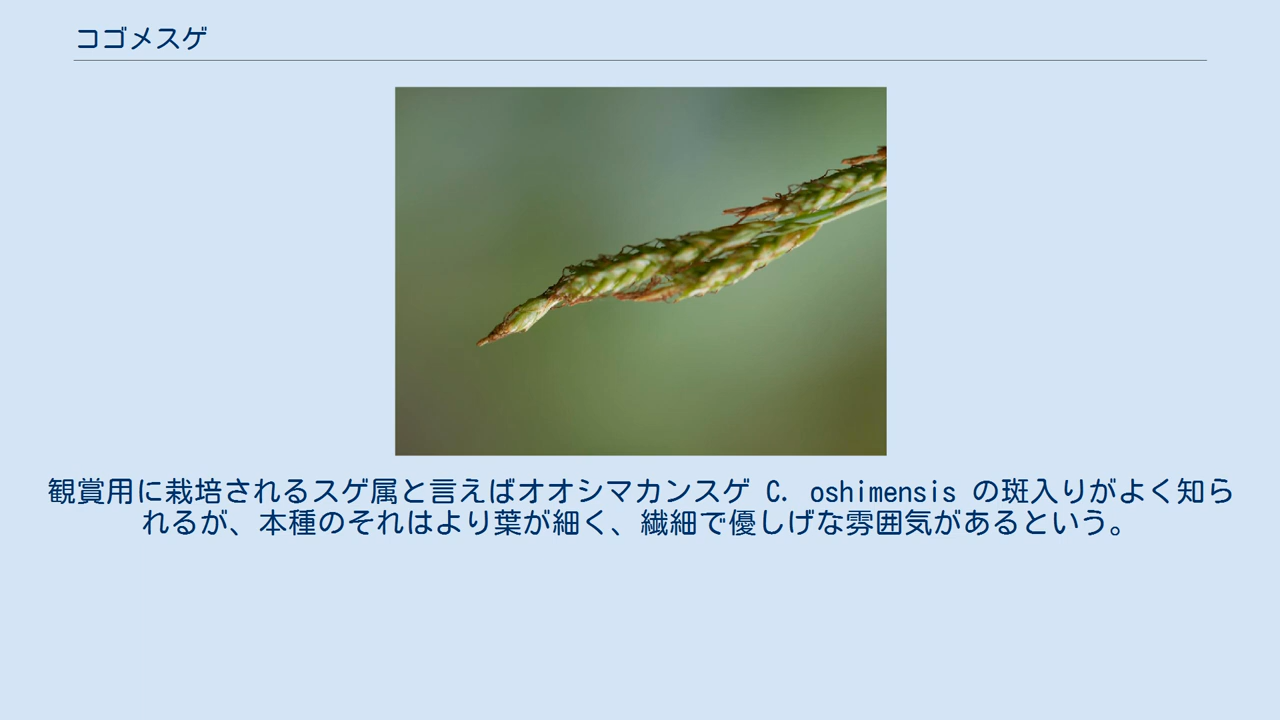 コゴメスゲ
観賞用に栽培されるスゲ属と言えばオオシマカンスゲ C. oshimensis の斑入りがよく知ら
れるが、本種のそれはより葉が細く、繊細で優しげな雰囲気があるという。